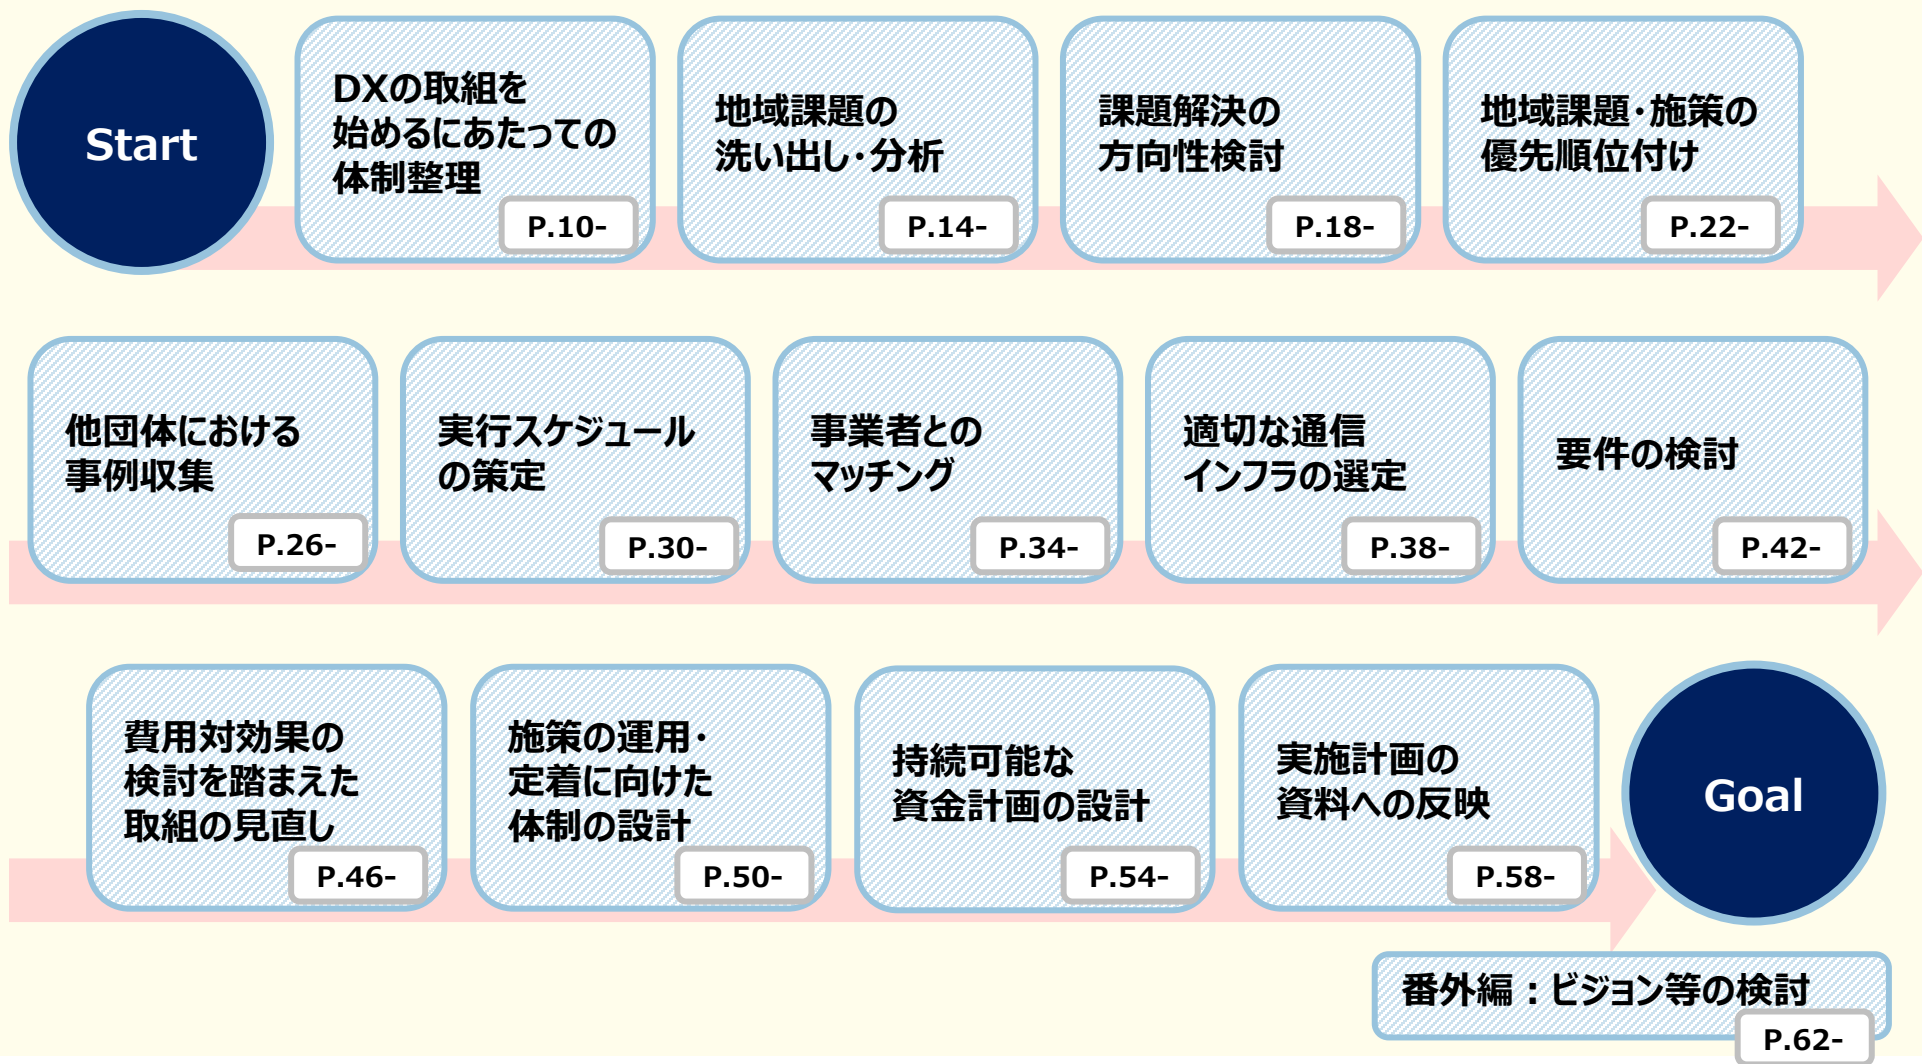 Start
DXの取組を
始めるにあたっての
体制整理
P.10-
地域課題の
洗い出し・分析
P.14-
課題解決の
方向性検討
P.18-
地域課題・施策の
優先順位付け
P.22-
他団体における
事例収集
P.26-
実行スケジュール
の策定
P.30-
事業者との
マッチング
P.34-
適切な通信
インフラの選定
P.38-
要件の検討
P.42-
費用対効果の
検討を踏まえた
取組の見直し
P.46-
施策の運用・
定着に向けた
体制の設計
P.50-
持続可能な
資金計画の設計
P.54-
実施計画の
資料への反映
P.58-
Goal
番外編：ビジョン等の検討
P.62-